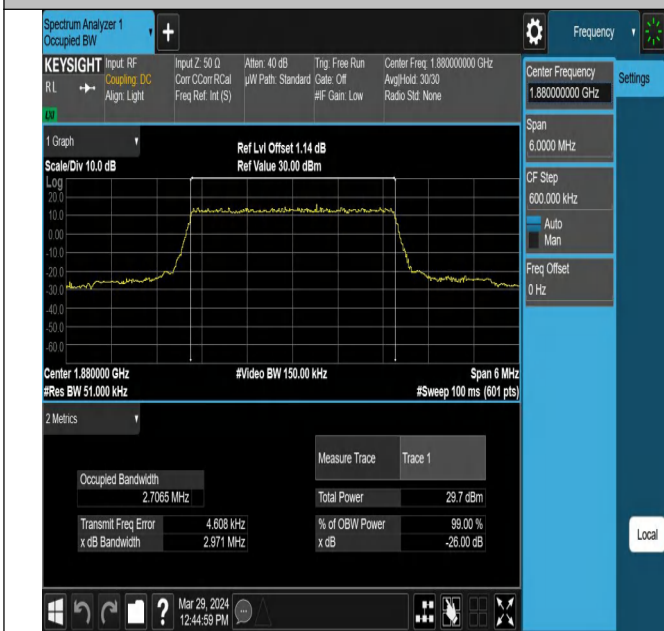 Spectrum Analyzer 1
Occupied BW
+
Frequency
KEYSIGHT
RL
LXI
Input: RF
Coupling: DC
Align: Light
Input Z: 50 Ω
Corr CCorr RCal
Freq Ref: Int (S)
Atten: 40 dB
µW Path: Standard
Trig: Free Run
Gate: Off
#IF Gain: Low
Center Freq: 1.880000000 GHz
Avg|Hold: 30/30
Radio Std: None
Center Frequency
1.880000000 GHz
Settings
Span
6.0000 MHz
CF Step
600.000 kHz
Auto
Man
Freq Offset
0 Hz
Local
1 Graph
Scale/Div 10.0 dB
Ref Lvl Offset 1.14 dB
Ref Value 30.00 dBm
Log
20.0
10.0
0.00
-10.0
-20.0
-30.0
-40.0
-50.0
-60.0
Center 1.880000 GHz
#Video BW 150.00 kHz
Span 6 MHz
#Res BW 51.000 kHz
#Sweep 100 ms (601 pts)
2 Metrics
Measure Trace Trace 1
Occupied Bandwidth
2.7065 MHz
Total Power 29.7 dBm
Transmit Freq Error 4.608 kHz
% of OBW Power 99.00 %
x dB Bandwidth 2.971 MHz
x dB -26.00 dB
?
Mar 29, 2024
12:44:59 PM